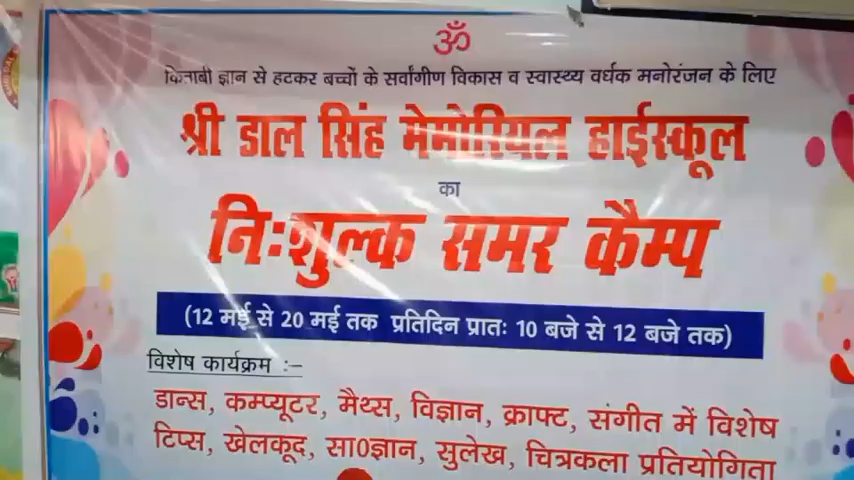 ॐ
किताबी ज्ञान से हटकर बच्चों के सर्वांगीण विकास व स्वास्थ्य वर्धक मनोरंजन के लिए
श्री डाल सिंह मेमोरियल हाईस्कूल
का
निःशुल्क समर कैम्प
(12 मई से 20 मई तक प्रतिदिन प्रातः 10 बजे से 12 बजे तक)
विशेष कार्यक्रम :–
डान्स, कम्प्यूटर, मैथ्स, विज्ञान, क्राफ्ट, संगीत में विशेष
टिप्स, खेलकूद, सा0ज्ञान, सुलेख, चित्रकला प्रतियोगिता